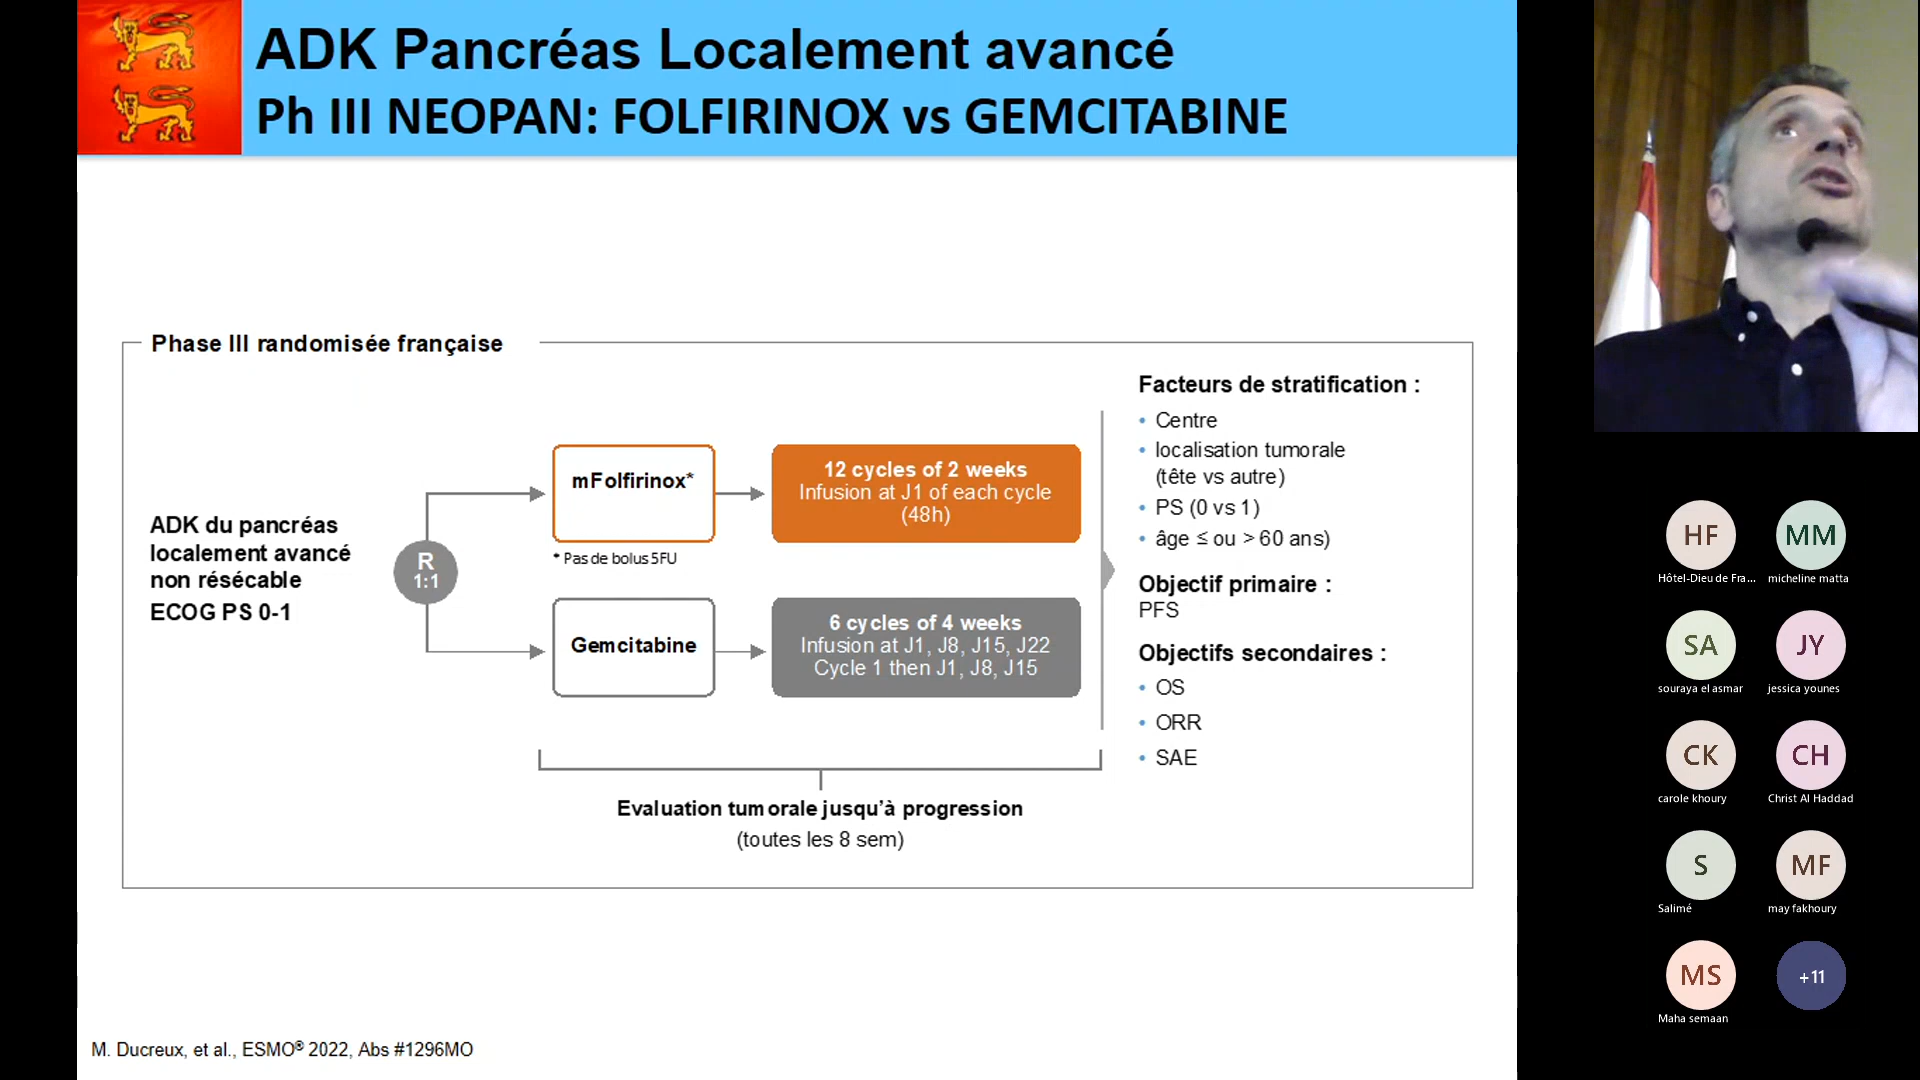 ADK Pancréas Localement avancé
Ph III NEOPAN: FOLFIRINOX vs GEMCITABINE
Phase III randomisée française
ADK du pancréas
localement avancé
non résécable
ECOG PS 0-1
R
1:1
mFolfirinox*
* Pas de bolus 5FU
12 cycles of 2 weeks
Infusion at J1 of each cycle
(48h)
Gemcitabine
6 cycles of 4 weeks
Infusion at J1, J8, J15, J22
Cycle 1 then J1, J8, J15
Evaluation tumorale jusqu’à progression
(toutes les 8 sem)
Facteurs de stratification :
• Centre
• localisation tumorale
(tête vs autre)
• PS (0 vs 1)
• âge ≤ ou > 60 ans)
Objectif primaire :
PFS
Objectifs secondaires :
• OS
• ORR
• SAE
M. Ducreux, et al., ESMO® 2022, Abs #1296MO
HF
Hôtel-Dieu de Fra...
MM
micheline matta
SA
souraya el asmar
JY
jessica younes
CK
carole khoury
CH
Christ Al Haddad
S
Salimé
MF
may fakhoury
MS
Maha semaan
+11